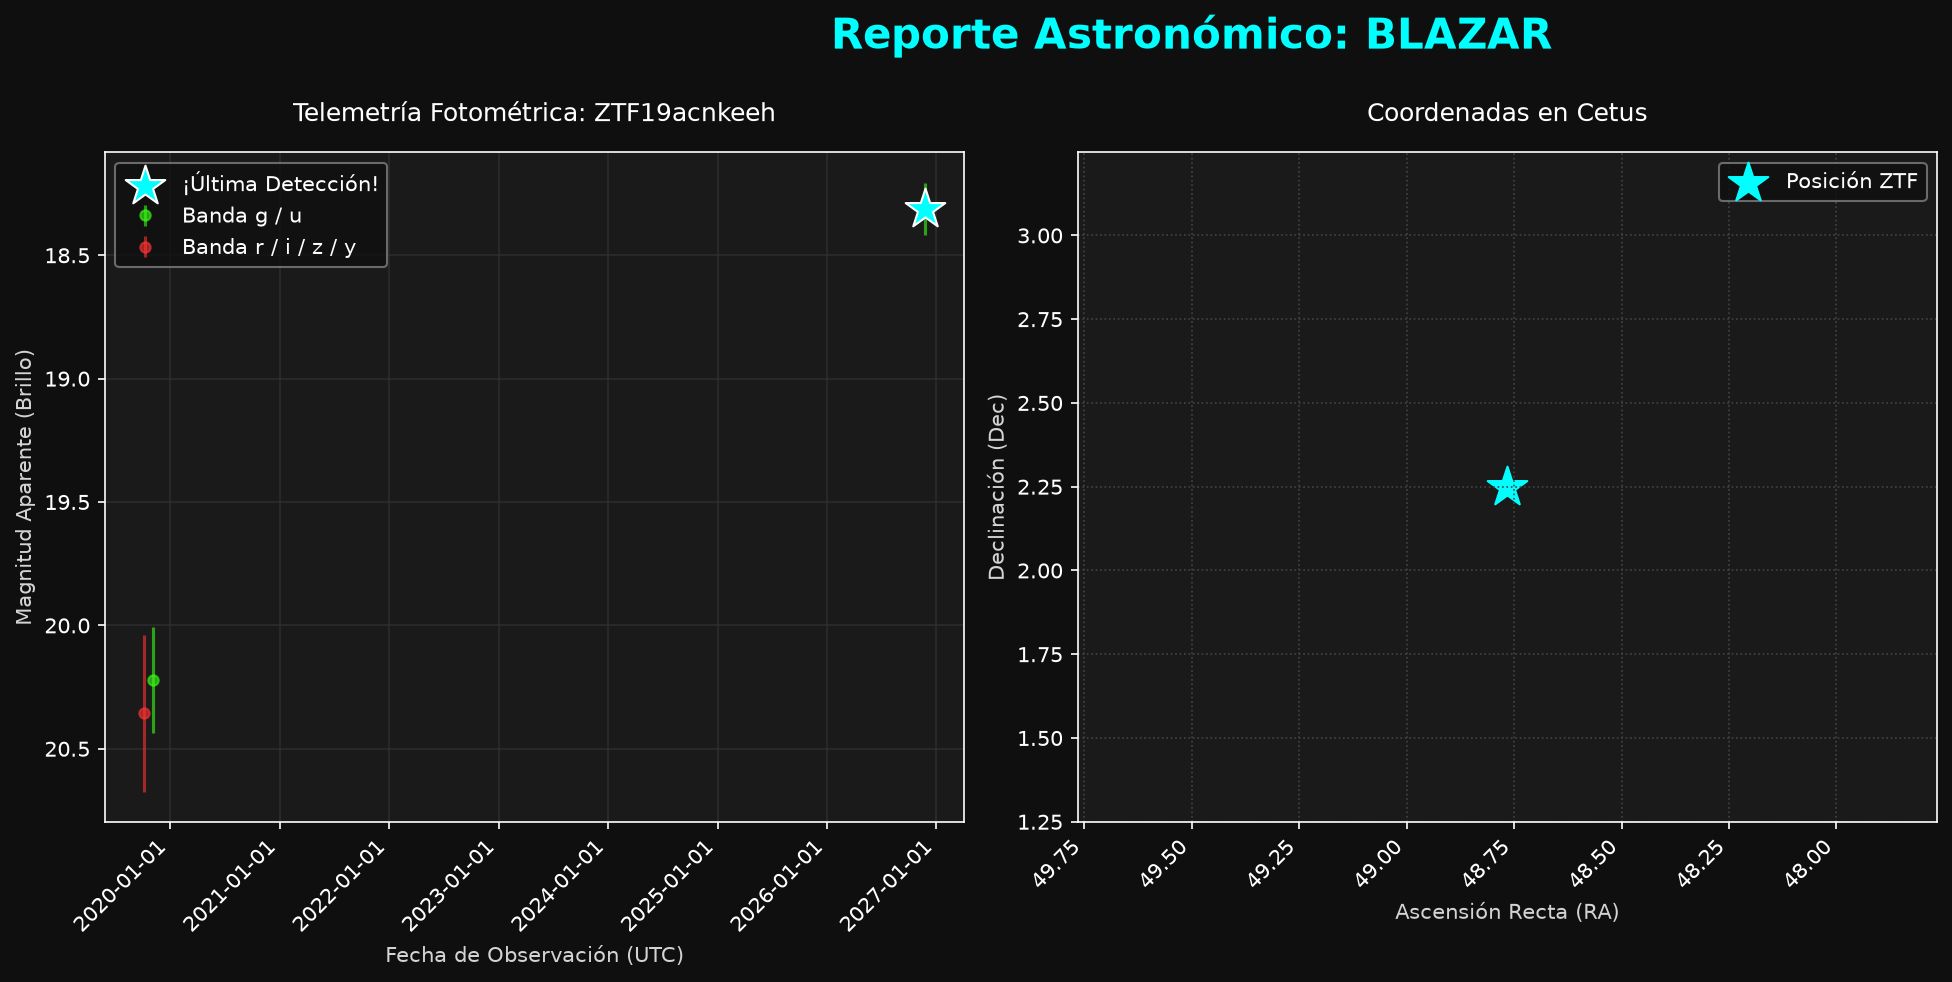 Reporte Astronómico: BLAZAR
Telemetría Fotométrica: ZTF19acnkeeh
¡Última Detección!
Banda g / u
Banda r / i / z / y
Magnitud Aparente (Brillo)
18.5
19.0
19.5
20.0
20.5
2020-01-01
2021-01-01
2022-01-01
2023-01-01
2024-01-01
2025-01-01
2026-01-01
2027-01-01
Fecha de Observación (UTC)
Coordenadas en Cetus
Posición ZTF
Declinación (Dec)
3.00
2.75
2.50
2.25
2.00
1.75
1.50
1.25
49.75
49.50
49.25
49.00
48.75
48.50
48.25
48.00
Ascensión Recta (RA)